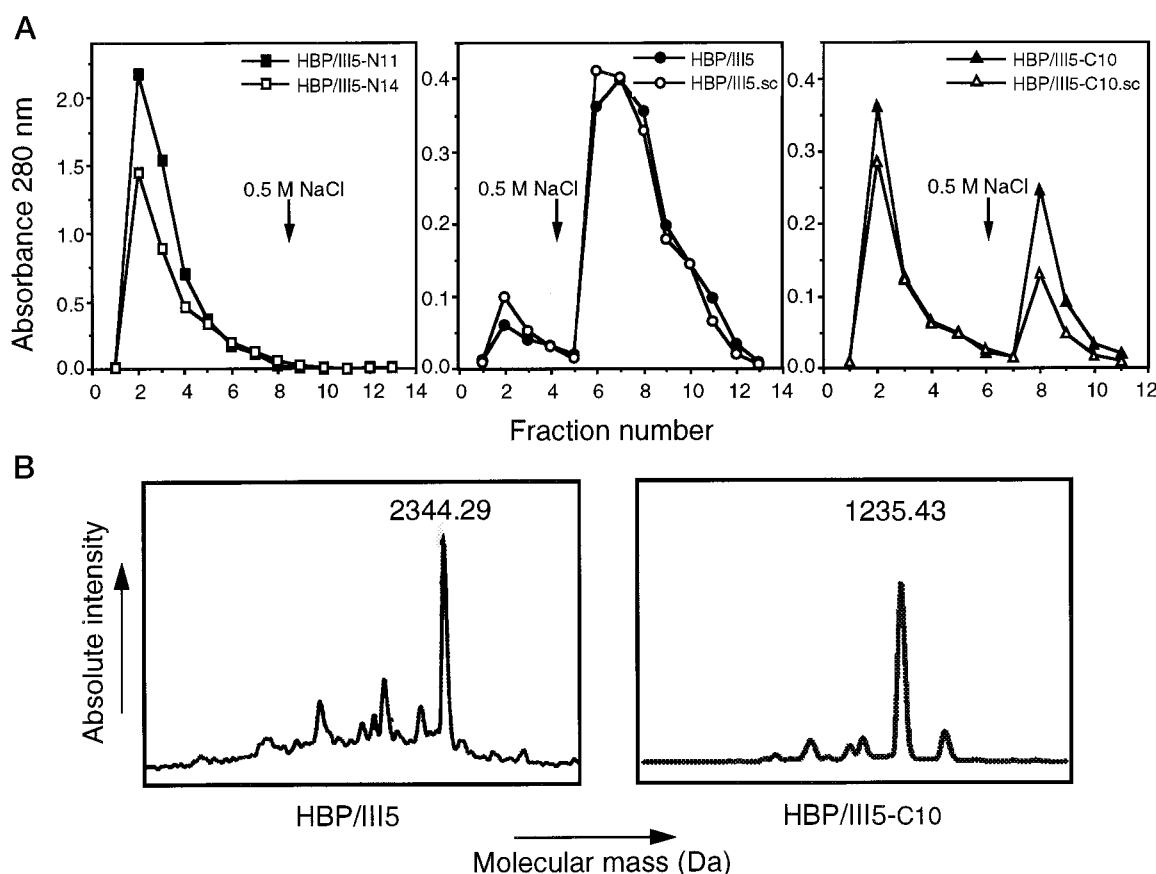 A
HBP/III5-N11
HBP/III5-N14
HBP/III5
HBP/III5.sc
HBP/III5-C10
HBP/III5-C10.sc
Absorbance 280 nm
2.0
1.5
1.0
0.5
0.0
0.5 M NaCl
0 2 4 6 8 10 12 14
0.4
0.3
0.2
0.1
0.0
0.5 M NaCl
0 2 4 6 8 10 12 14
0.4
0.3
0.2
0.1
0.0
0.5 M NaCl
0 2 4 6 8 10 12
Fraction number
B
2344.29
1235.43
Absolute intensity
HBP/III5
HBP/III5-C10
Molecular mass (Da)